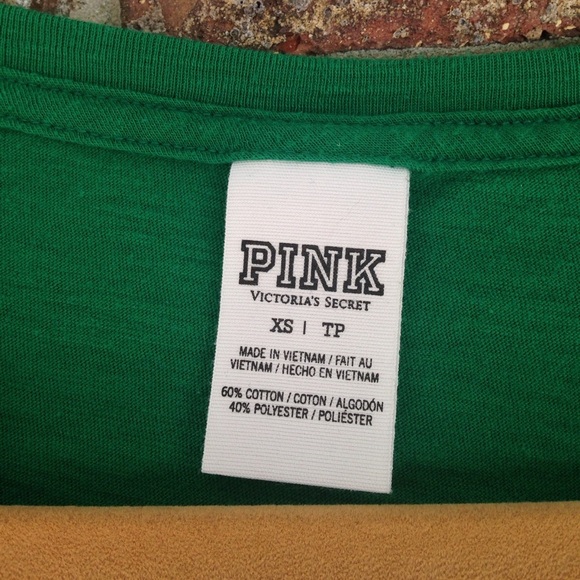 PINK
VICTORIA'S SECRET
XS | TP
MADE IN VIETNAM / FAIT AU
VIETNAM / HECHO EN VIETNAM
60% COTTON / COTON / ALGODÓN
40% POLYESTER / POLIÉSTER